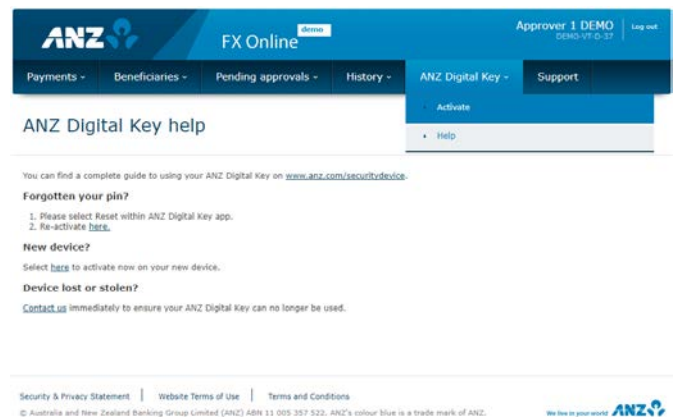 ANZ
FX Online demo
Approver 1 DEMO
DEMO-VT-D-37
Log out
Payments
Beneficiaries
Pending approvals
History
ANZ Digital Key
Support
Activate
Help
ANZ Digital Key help
You can find a complete guide to using your ANZ Digital Key on www.anz.com/securitydevice.
Forgotten your pin?
1. Please select Reset within ANZ Digital Key app.
2. Re-activate here.
New device?
Select here to activate now on your new device.
Device lost or stolen?
Contact us immediately to ensure your ANZ Digital Key can no longer be used.
Security & Privacy Statement | Website Terms of Use | Terms and Conditions
© Australia and New Zealand Banking Group Limited (ANZ) ABN 11 005 357 522. ANZ's colour blue is a trade mark of ANZ.
We live in your world ANZ